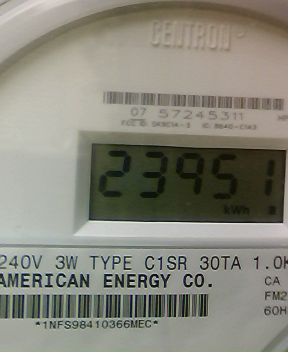 CENTRON®
07 57245311
23951
kWh
240V 3W TYPE C1SR 30TA 1.0K
AMERICAN ENERGY CO.
CA
FM2
60H
*1NFS98410366MEC*